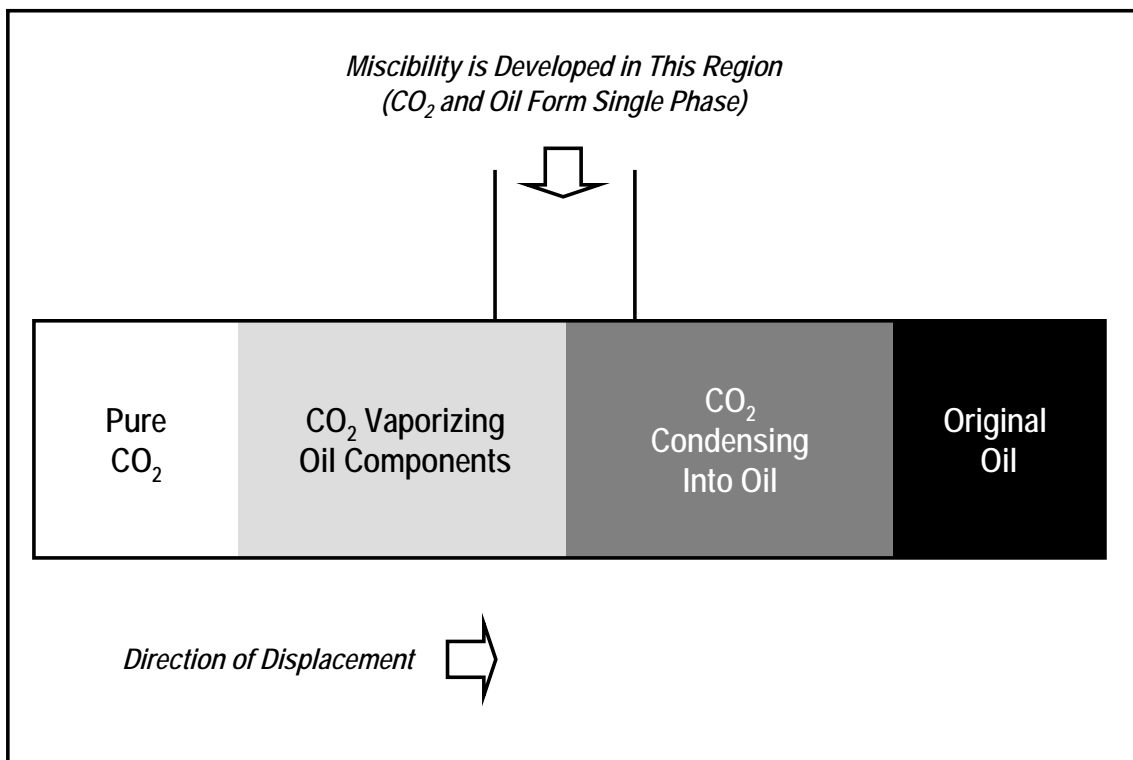 Miscibility is Developed in This Region
(CO₂ and Oil Form Single Phase)
Pure
CO₂
CO₂ Vaporizing
Oil Components
CO₂
Condensing
Into Oil
Original
Oil
Direction of Displacement